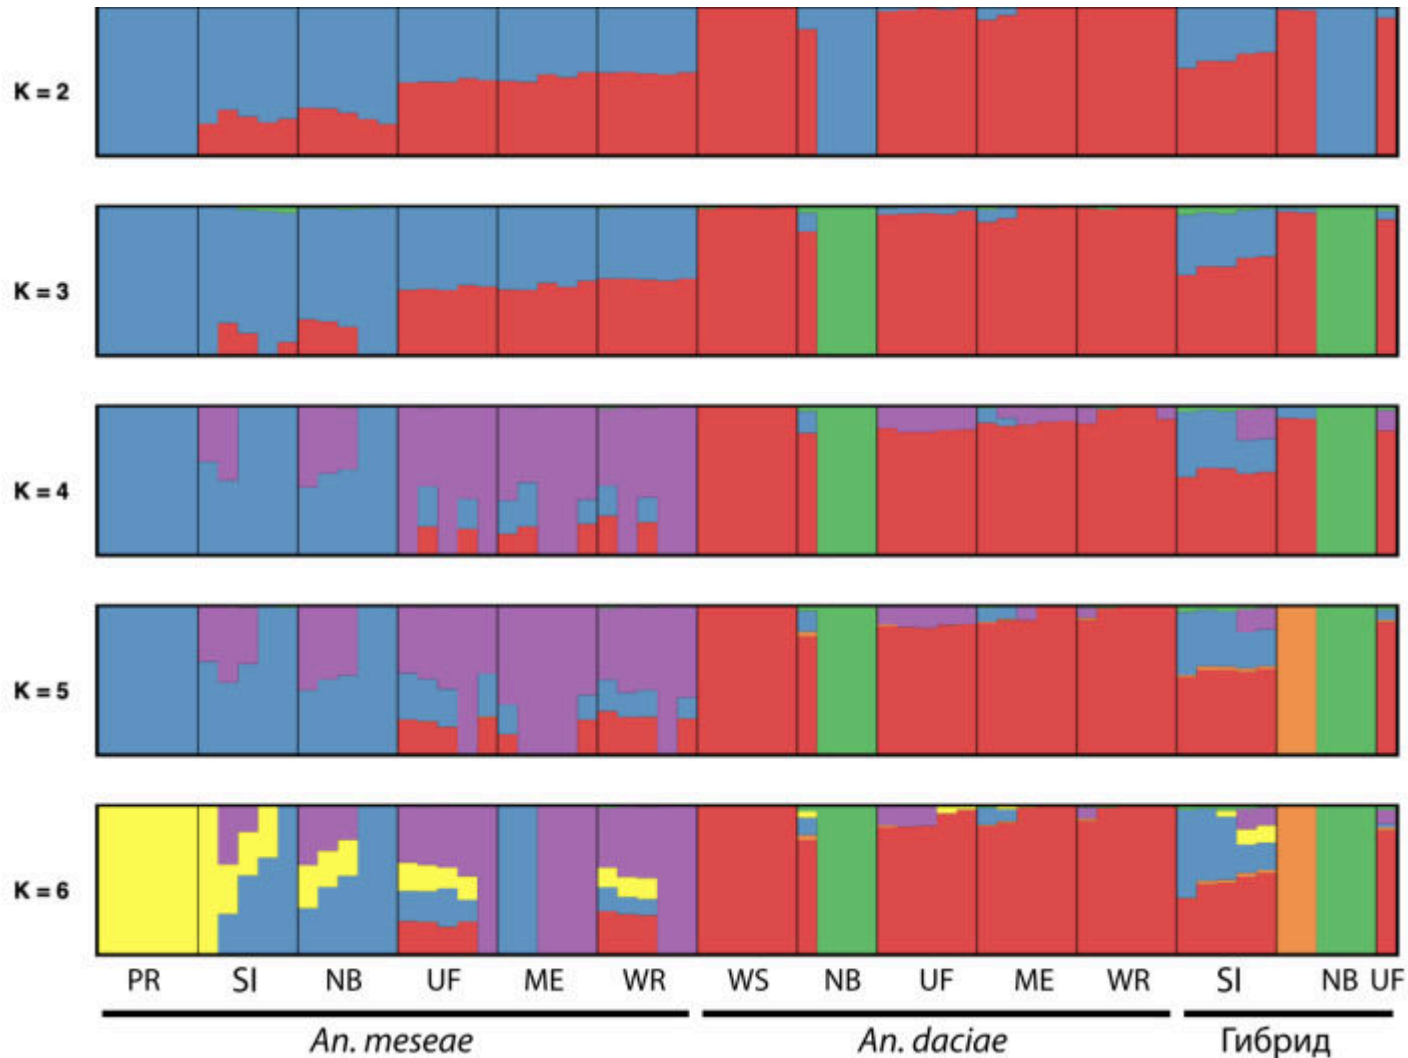 K = 2
K = 3
K = 4
K = 5
K = 6
PR SI NB UF ME WR WS NB UF ME WR SI NB UF
An. meseae An. daciae Гибрид